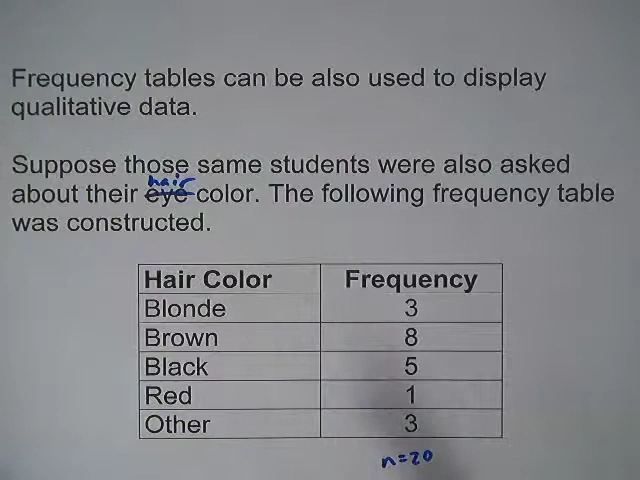 Frequency tables can be also used to display
qualitative data.
Suppose those same students were also asked
hair
about their eye color. The following frequency table
was constructed.
Hair Color Frequency
Blonde 3
Brown 8
Black 5
Red 1
Other 3
n=20